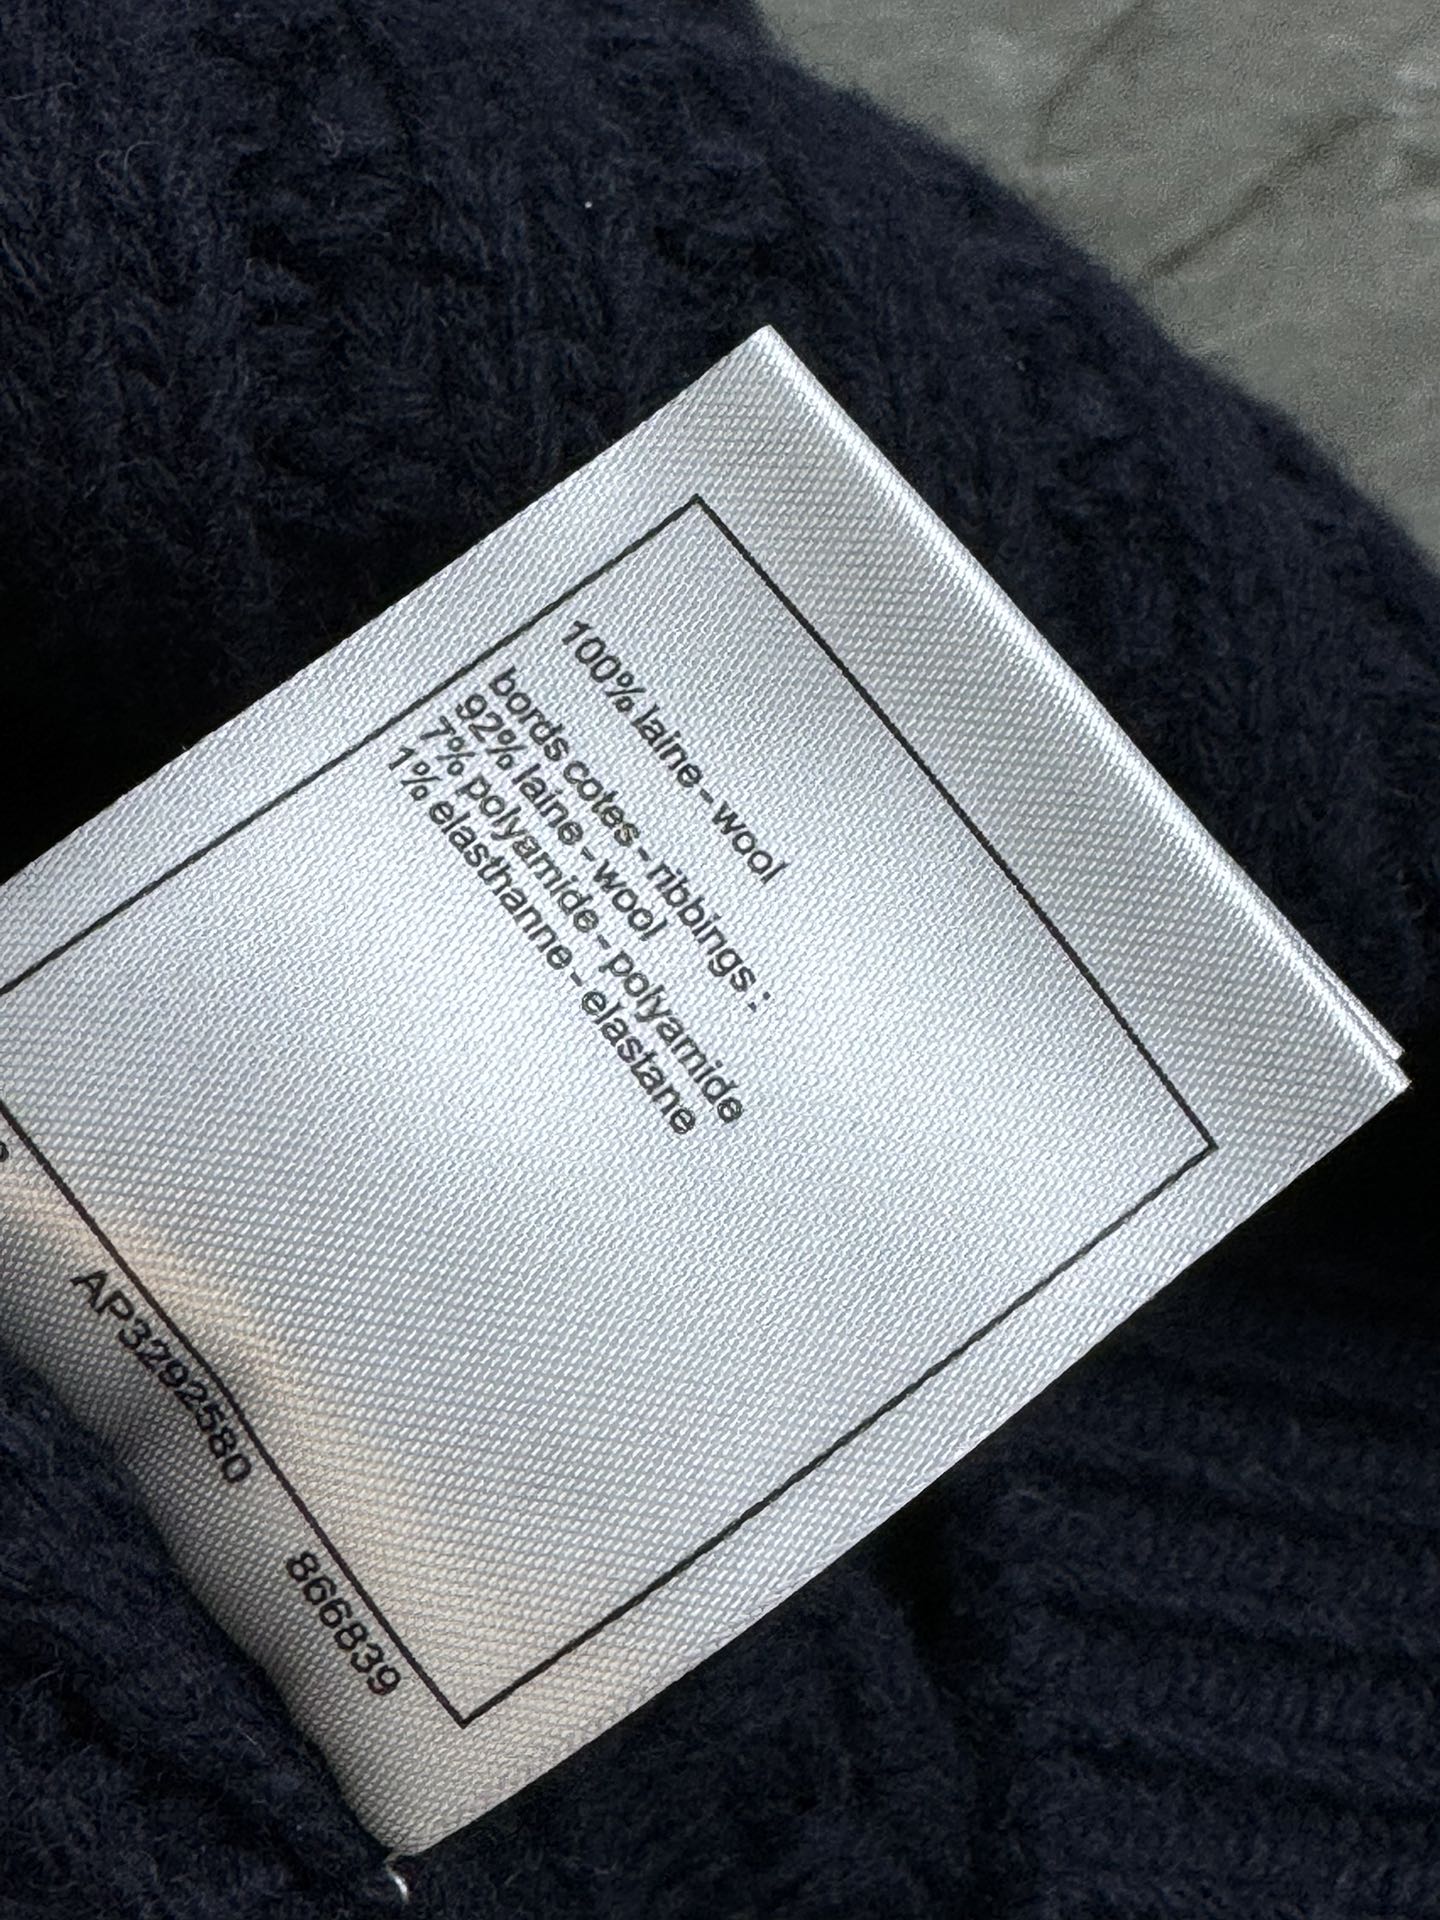 100% laine - wool
bords cotes - ribbings :
92% laine - wool
7% polyamide - polyamide
1% elasthanne - elastane
AP3292580
866839